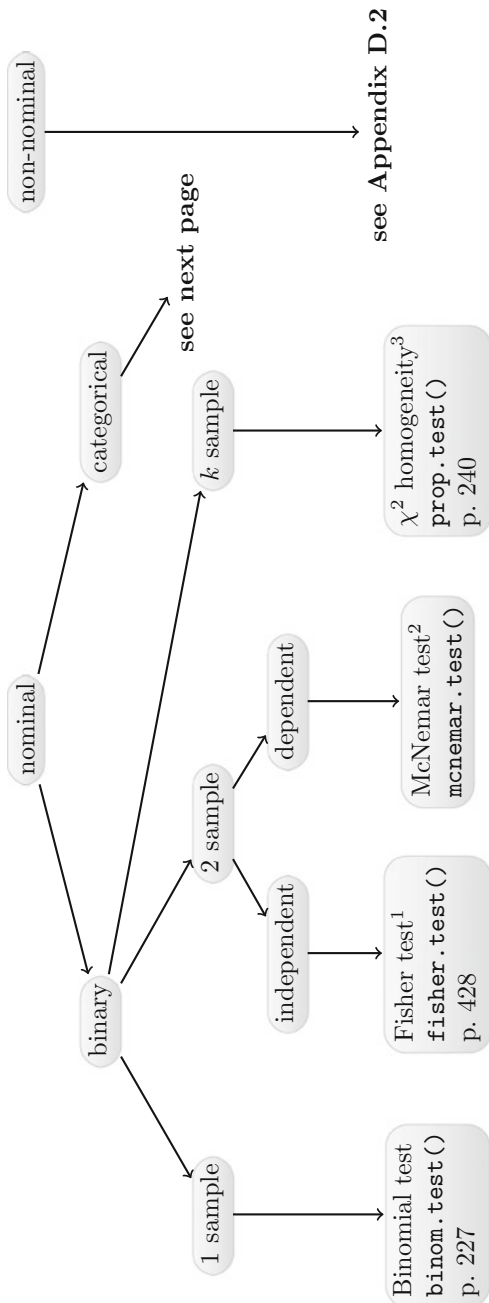 nominal
non-nominal
binary
categorical
see next page
1 sample
2 sample
k sample
independent
dependent
see Appendix D.2
Binomial test
binom.test()
p. 227
Fisher test¹
fisher.test()
p. 428
McNemar test²
mcnemar.test()
χ² homogeneity³
prop.test()
p. 240